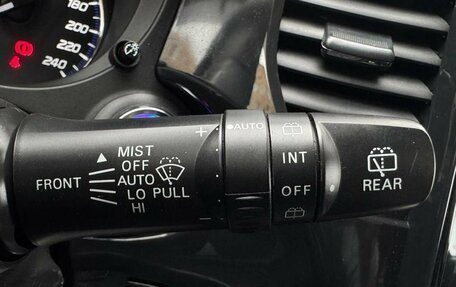 180
200
220
240
MIST
OFF
FRONT AUTO
LO PULL
HI
+
-
AUTO
INT
OFF
REAR